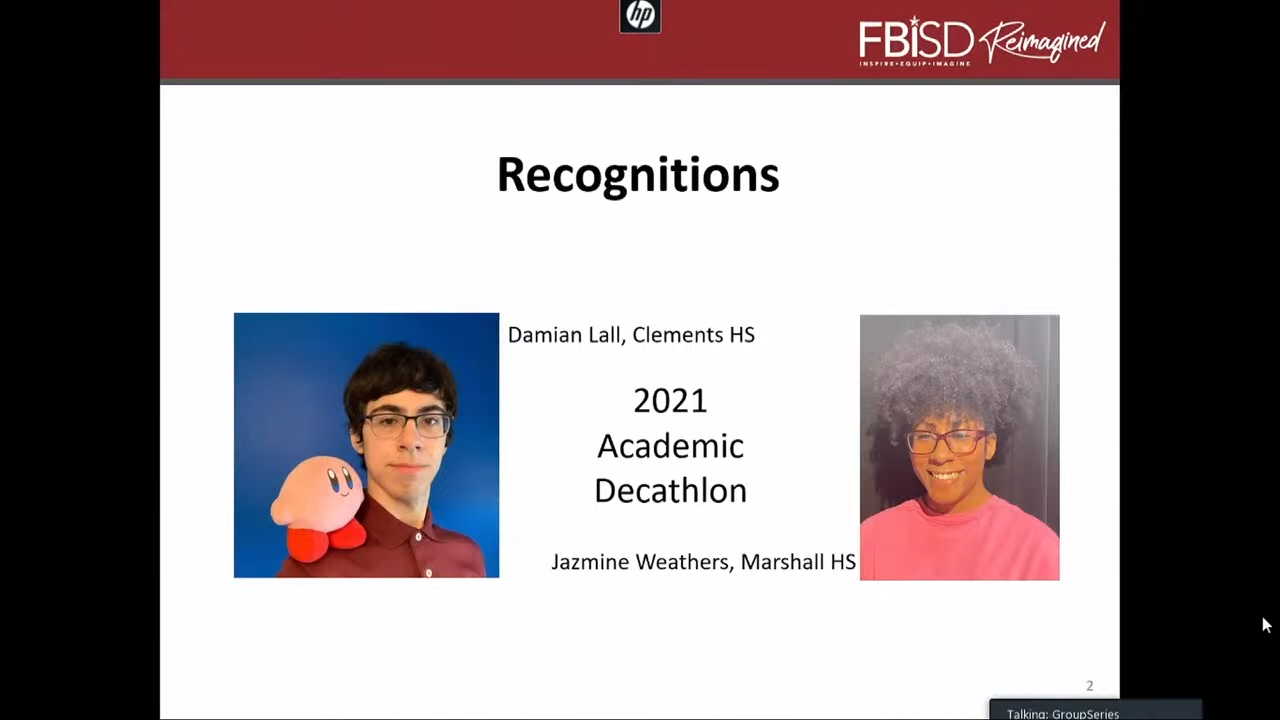 hp
FBISD Reimagined
INSPIRE•EQUIP•IMAGINE
Recognitions
Damian Lall, Clements HS
2021
Academic
Decathlon
Jazmine Weathers, Marshall HS
2
Talking: GroupSeries